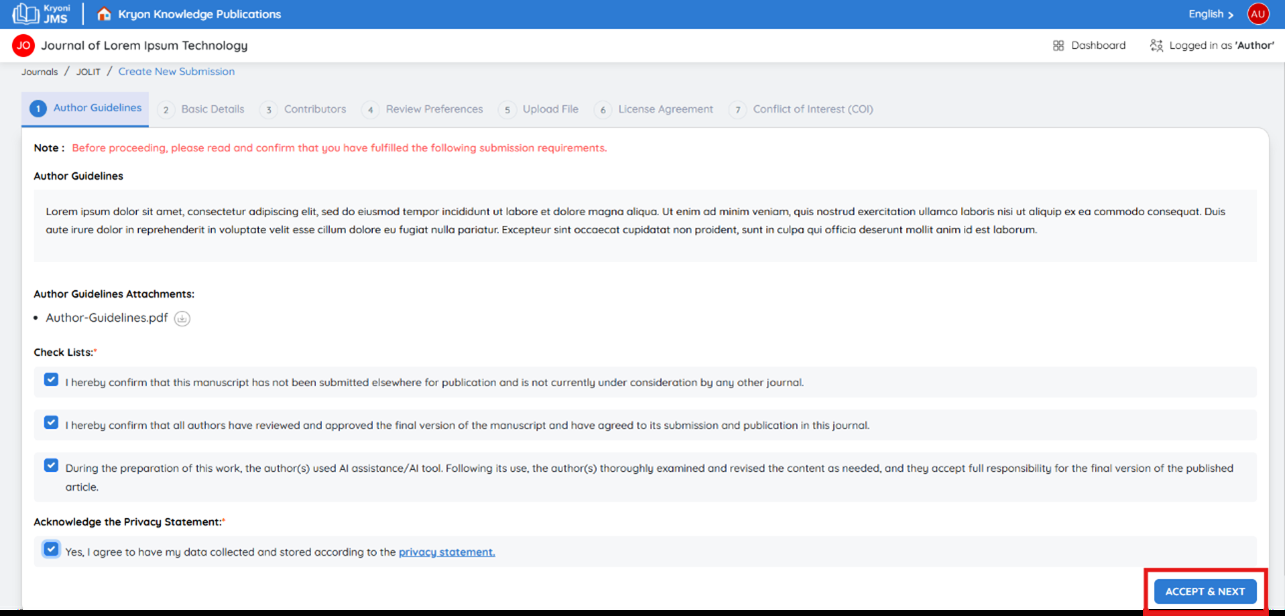 Kryoni
JMS
Kryon Knowledge Publications
English
AU
JO
Journal of Lorem Ipsum Technology
Dashboard
Logged in as 'Author'
Journals / JOLIT / Create New Submission
1 Author Guidelines
2 Basic Details
3 Contributors
4 Review Preferences
5 Upload File
6 License Agreement
7 Conflict of Interest (COI)
Note : Before proceeding, please read and confirm that you have fulfilled the following submission requirements.
Author Guidelines
Lorem ipsum dolor sit amet, consectetur adipiscing elit, sed do eiusmod tempor incididunt ut labore et dolore magna aliqua. Ut enim ad minim veniam, quis nostrud exercitation ullamco laboris nisi ut aliquip ex ea commodo consequat. Duis
aute irure dolor in reprehenderit in voluptate velit esse cillum dolore eu fugiat nulla pariatur. Excepteur sint occaecat cupidatat non proident, sunt in culpa qui officia deserunt mollit anim id est laborum.
Author Guidelines Attachments:
• Author-Guidelines.pdf
Check Lists:*
I hereby confirm that this manuscript has not been submitted elsewhere for publication and is not currently under consideration by any other journal.
I hereby confirm that all authors have reviewed and approved the final version of the manuscript and have agreed to its submission and publication in this journal.
During the preparation of this work, the author(s) used AI assistance/AI tool. Following its use, the author(s) thoroughly examined and revised the content as needed, and they accept full responsibility for the final version of the published
article.
Acknowledge the Privacy Statement:*
Yes, I agree to have my data collected and stored according to the privacy statement.
ACCEPT & NEXT